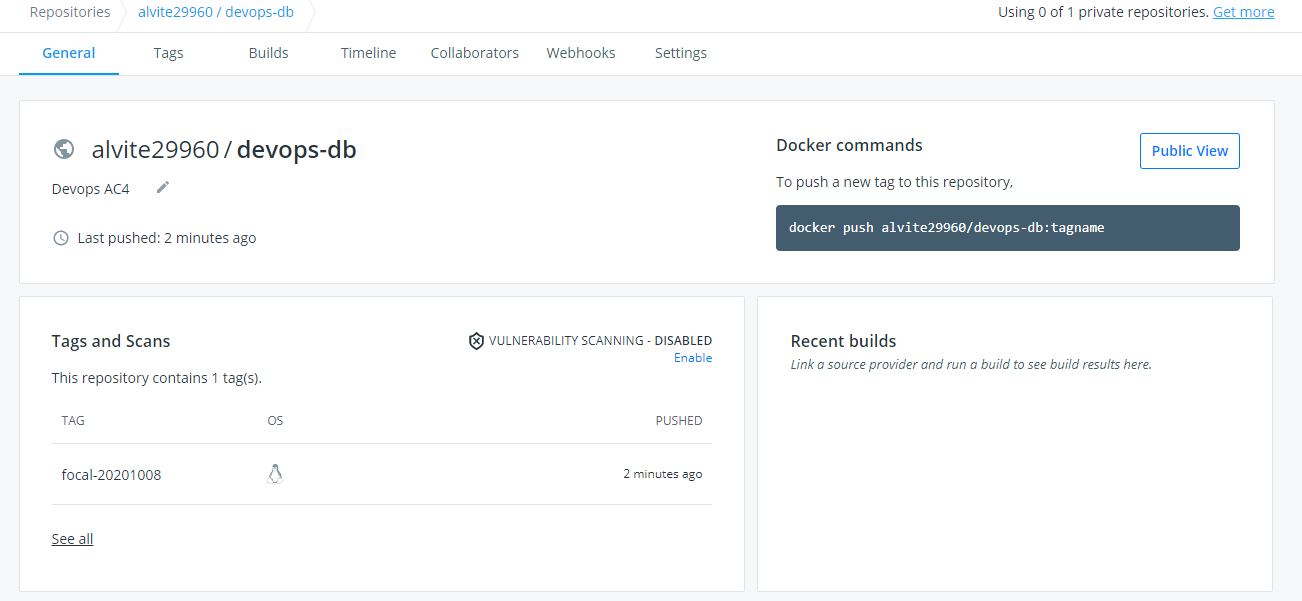 Repositories alvite29960 / devops-db Using 0 of 1 private repositories. Get more
General Tags Builds Timeline Collaborators Webhooks Settings
alvite29960 / devops-db
Devops AC4
Last pushed: 2 minutes ago
Docker commands
Public View
To push a new tag to this repository,
docker push alvite29960/devops-db:tagname
Tags and Scans
VULNERABILITY SCANNING - DISABLED
Enable
This repository contains 1 tag(s).
TAG OS PUSHED
focal-20201008 2 minutes ago
See all
Recent builds
Link a source provider and run a build to see build results here.